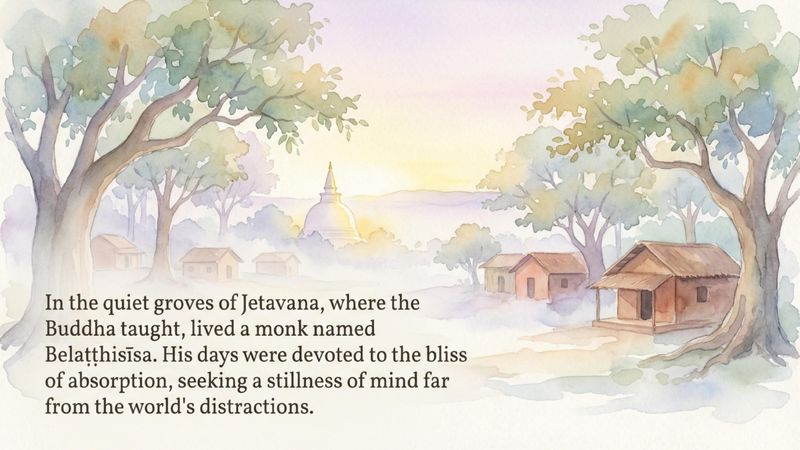 In the quiet groves of Jetavana, where the
Buddha taught, lived a monk named
Belaṭṭhisīsa. His days were devoted to the bliss
of absorption, seeking a stillness of mind far
from the world's distractions.